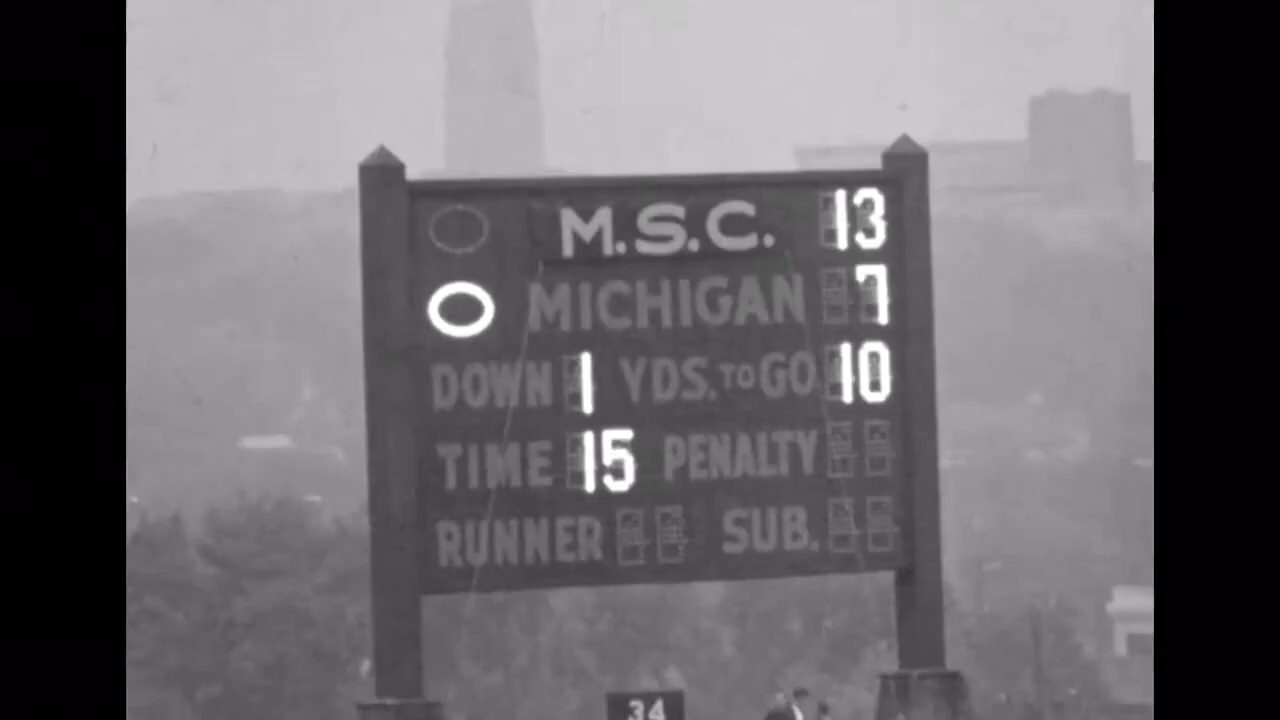 M.S.C. 13
MICHIGAN 7
DOWN 1 YDS. TO GO 10
TIME 15 PENALTY
RUNNER SUB.
34